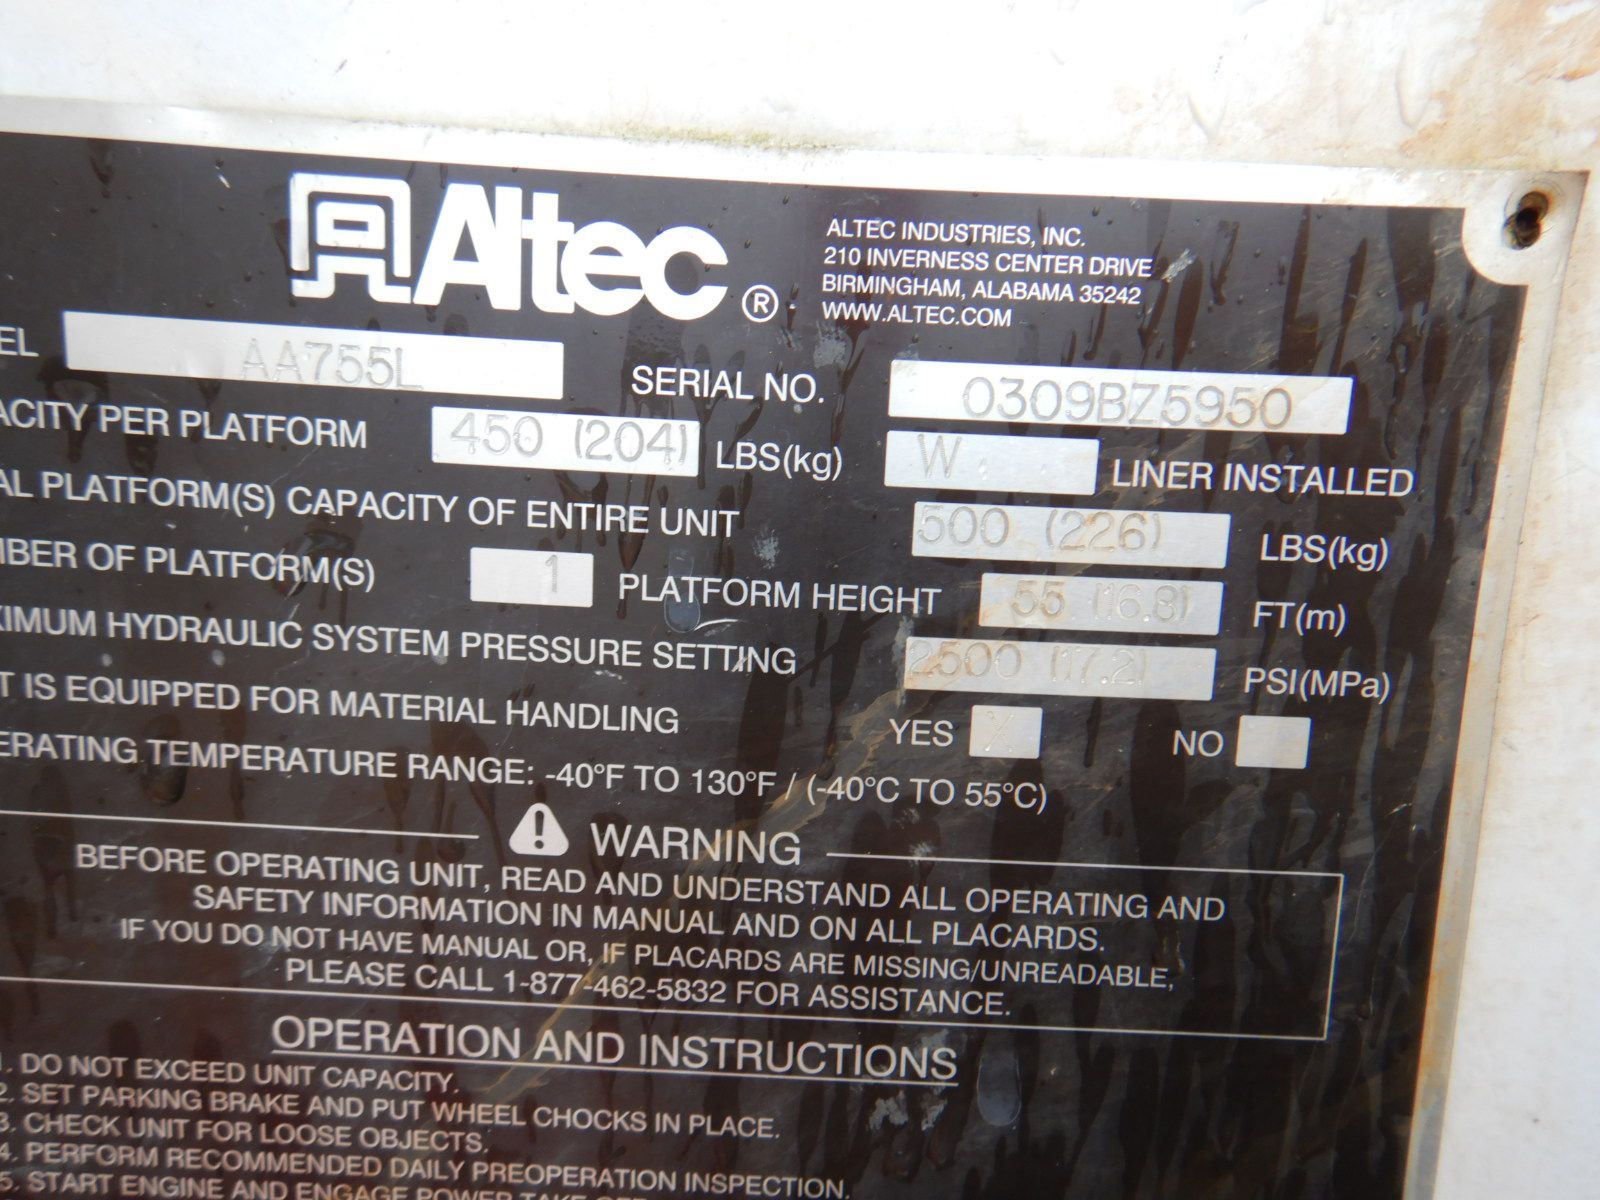 Altec ®
ALTEC INDUSTRIES, INC.
210 INVERNESS CENTER DRIVE
BIRMINGHAM, ALABAMA 35242
WWW.ALTEC.COM
EL AA755L SERIAL NO. 0309BZ5950
ACITY PER PLATFORM 450 (204) LBS(kg) W LINER INSTALLED
AL PLATFORM(S) CAPACITY OF ENTIRE UNIT 500 (226) LBS(kg)
BER OF PLATFORM(S) 1 PLATFORM HEIGHT 55 (16.8) FT(m)
IMUM HYDRAULIC SYSTEM PRESSURE SETTING 2500 (17.2) PSI(MPa)
T IS EQUIPPED FOR MATERIAL HANDLING YES X NO
ERATING TEMPERATURE RANGE: -40°F TO 130°F / (-40°C TO 55°C)
! WARNING
BEFORE OPERATING UNIT, READ AND UNDERSTAND ALL OPERATING AND
SAFETY INFORMATION IN MANUAL AND ON ALL PLACARDS.
IF YOU DO NOT HAVE MANUAL OR, IF PLACARDS ARE MISSING/UNREADABLE,
PLEASE CALL 1-877-462-5832 FOR ASSISTANCE.
OPERATION AND INSTRUCTIONS
1. DO NOT EXCEED UNIT CAPACITY.
2. SET PARKING BRAKE AND PUT WHEEL CHOCKS IN PLACE.
3. CHECK UNIT FOR LOOSE OBJECTS.
4. PERFORM RECOMMENDED DAILY PREOPERATION INSPECTION.
5. START ENGINE AND ENGAGE POWER TAKE OFF